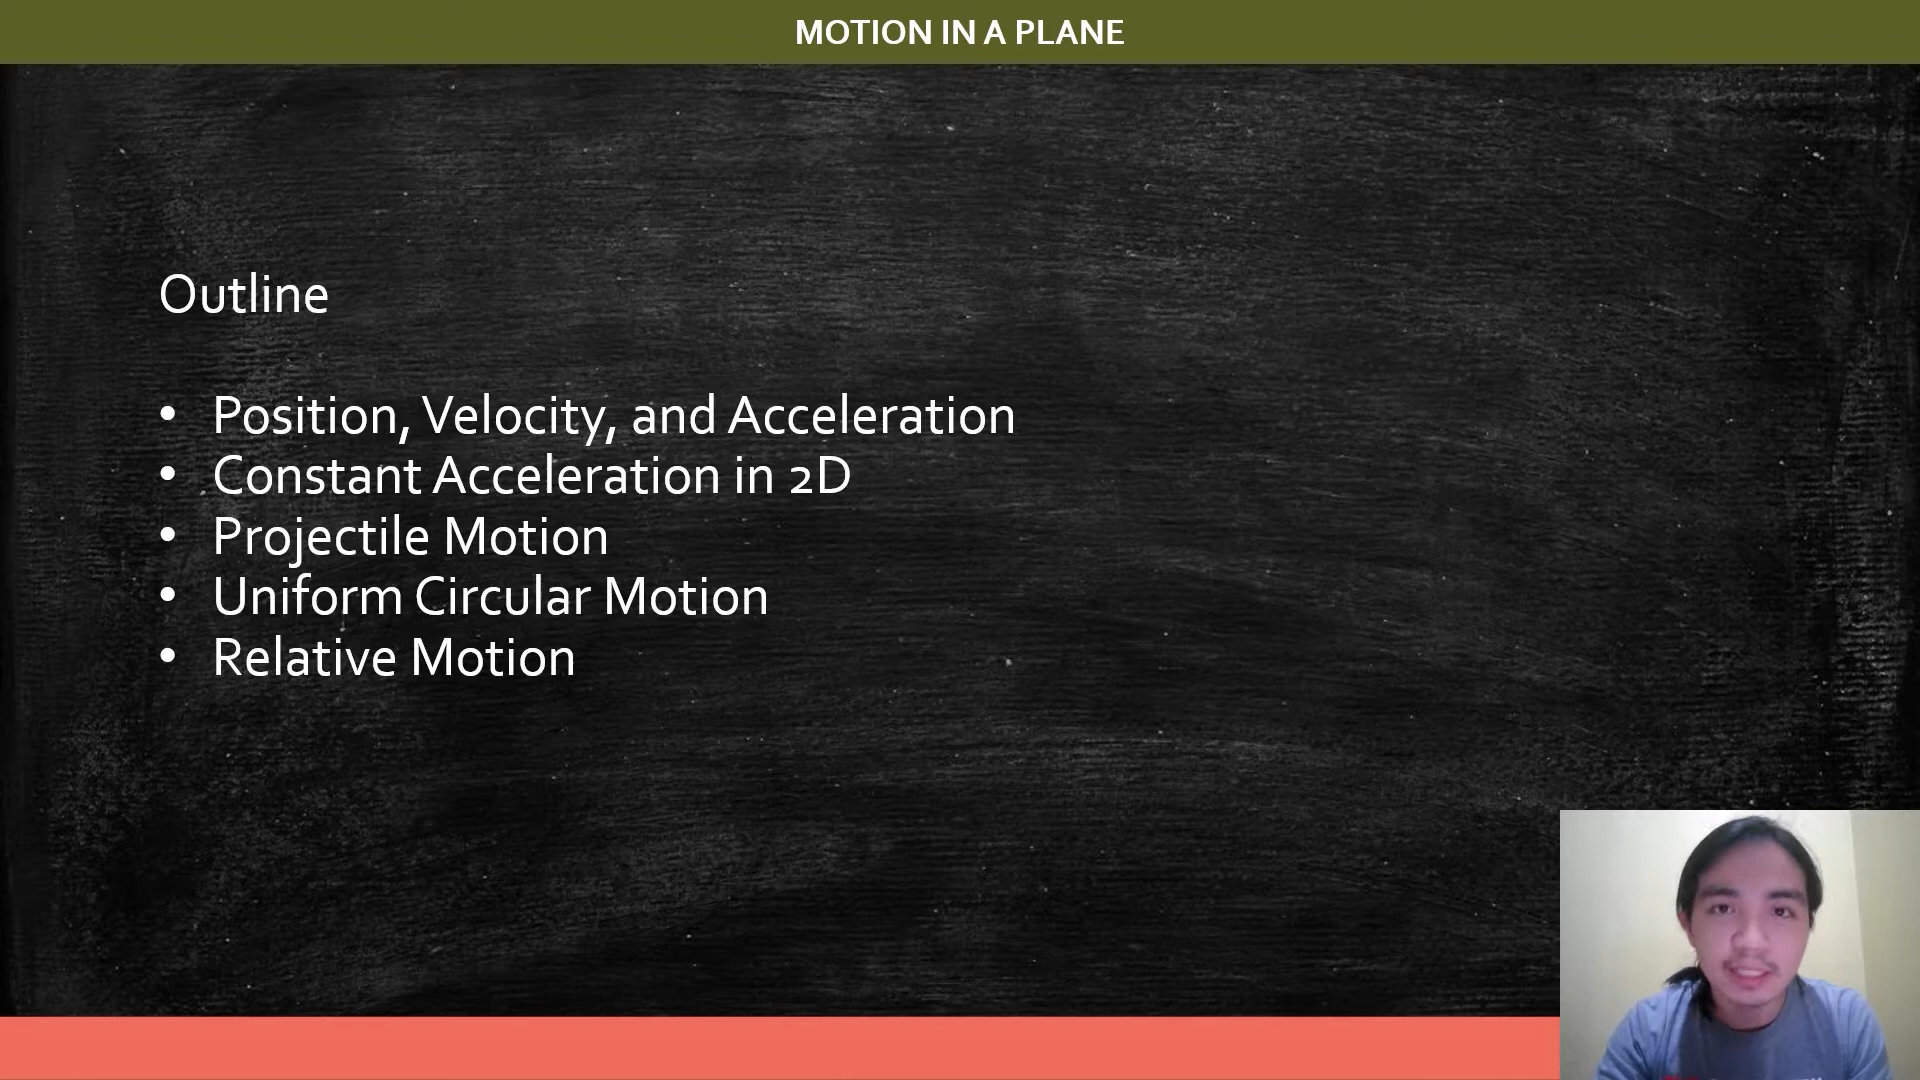 MOTION IN A PLANE
Outline
• Position, Velocity, and Acceleration
• Constant Acceleration in 2D
• Projectile Motion
• Uniform Circular Motion
• Relative Motion